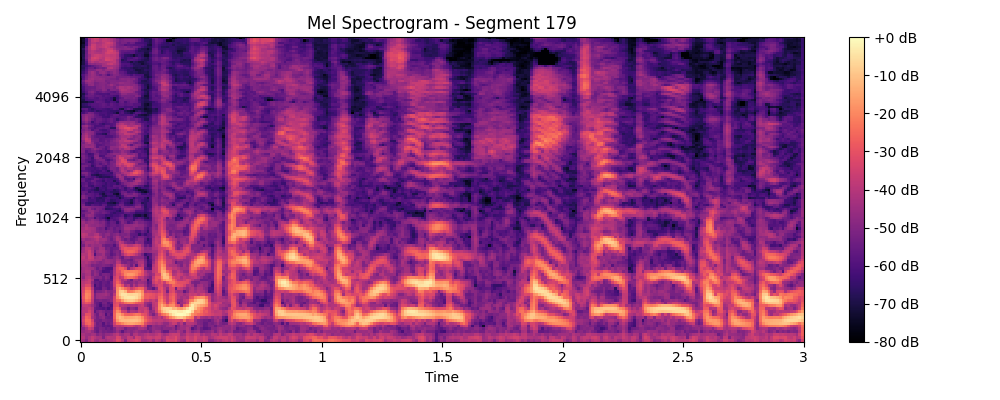 Mel Spectrogram - Segment 179
Frequency
4096
2048
1024
512
0
0
0.5
1
1.5
2
2.5
3
Time
+0 dB
-10 dB
-20 dB
-30 dB
-40 dB
-50 dB
-60 dB
-70 dB
-80 dB